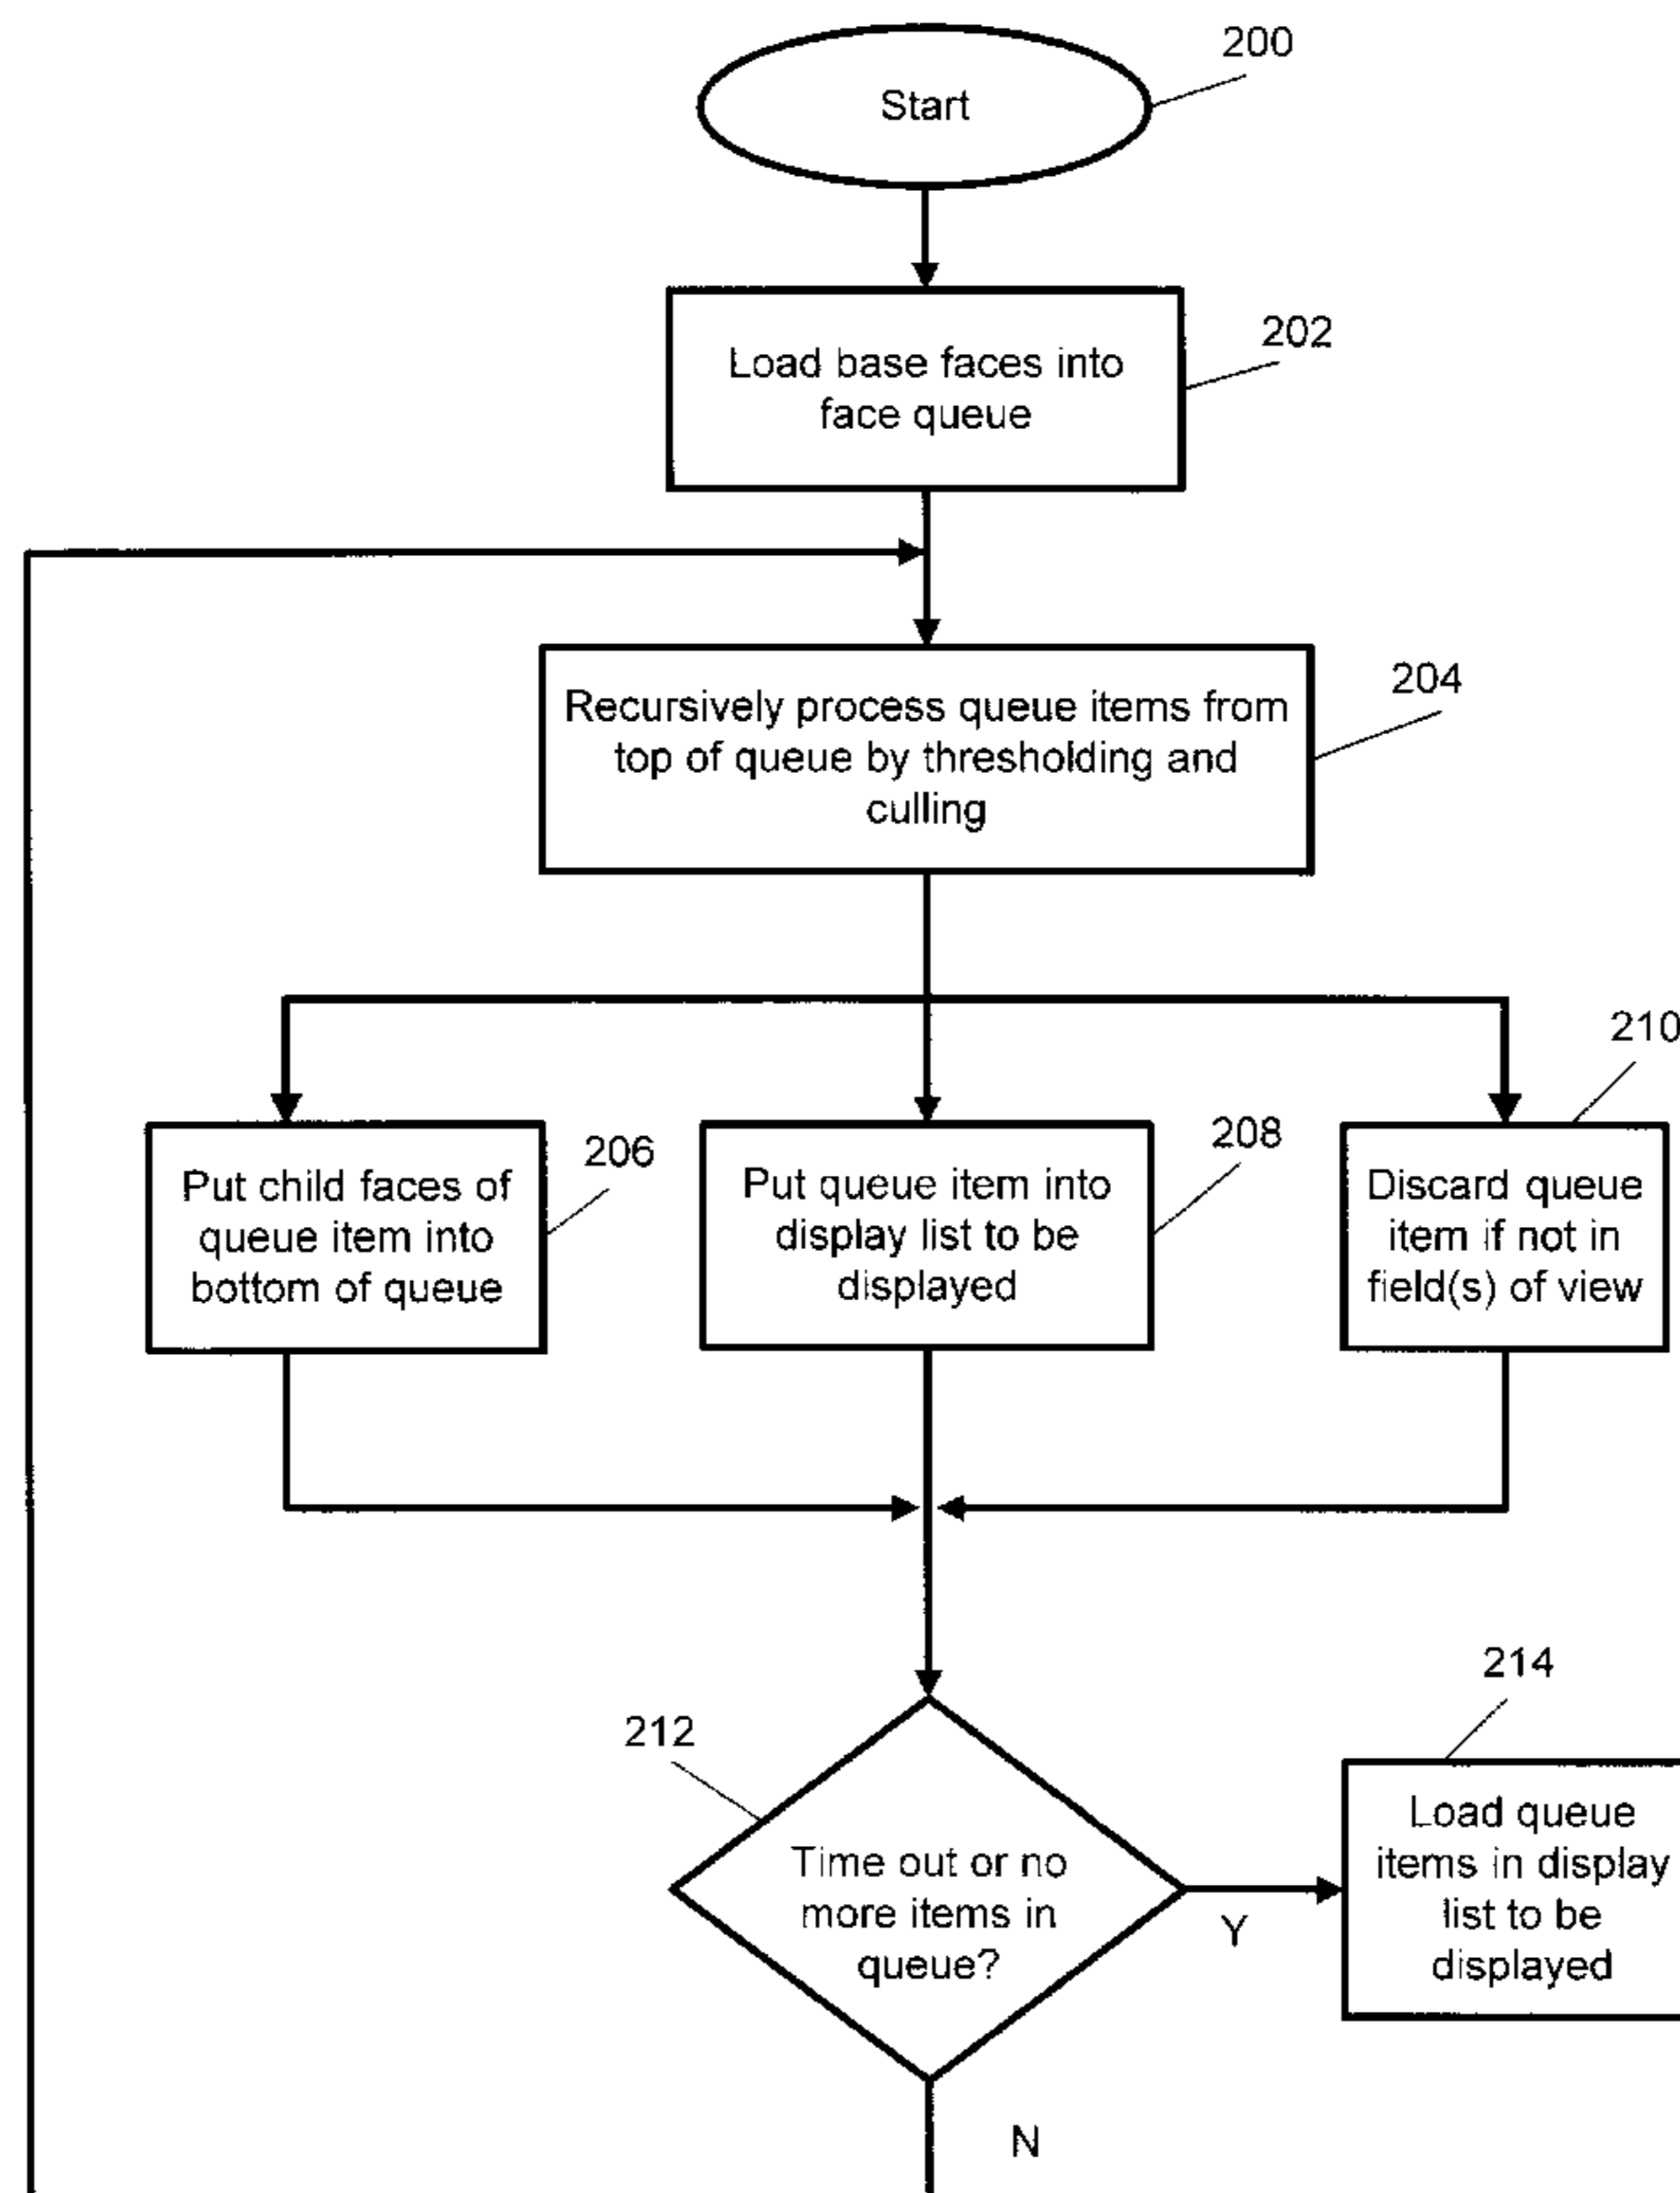 200
Start
202
Load base faces into
face queue
204
Recursively process queue items from
top of queue by thresholding and
culling
210
206
208
Put child faces of
queue item into
bottom of queue
Put queue item into
display list to be
displayed
Discard queue
item if not in
field(s) of view
214
212
Time out or no
more items in
queue?
Y
Load queue
items in display
list to be
displayed
N